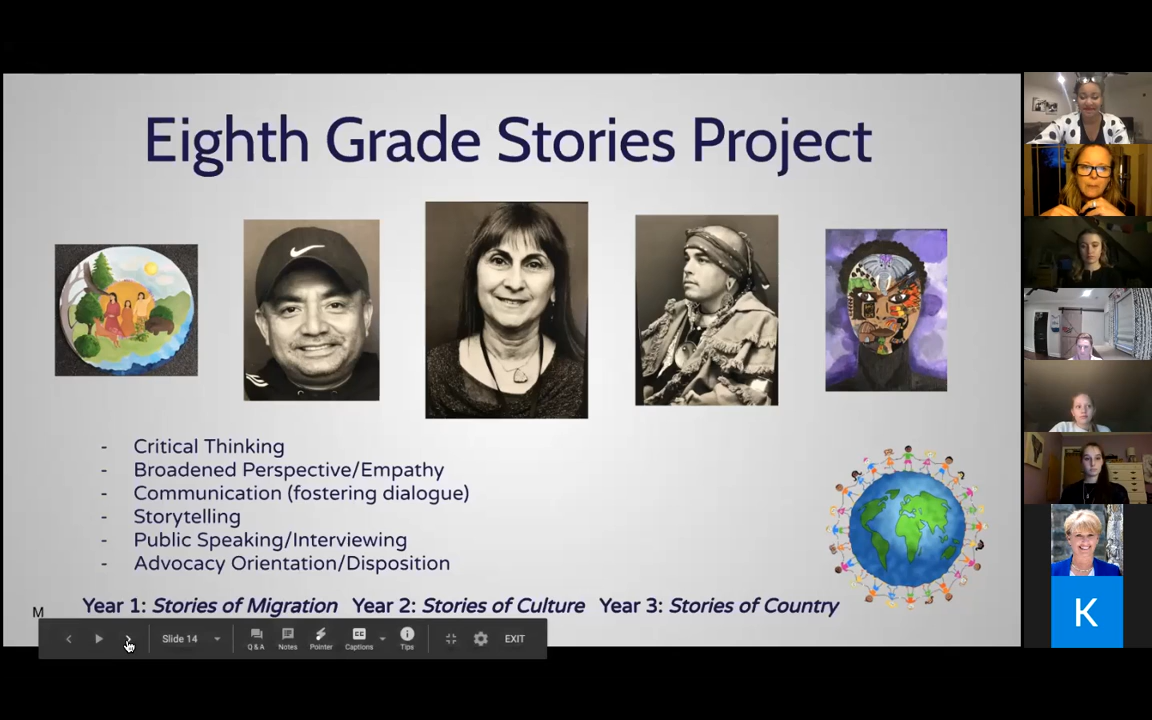 Eighth Grade Stories Project
- Critical Thinking
- Broadened Perspective/Empathy
- Communication (fostering dialogue)
- Storytelling
- Public Speaking/Interviewing
- Advocacy Orientation/Disposition
Year 1: Stories of Migration Year 2: Stories of Culture Year 3: Stories of Country
M
Slide 14
Q & A
Notes
Pointer
Captions
Tips
EXIT
K